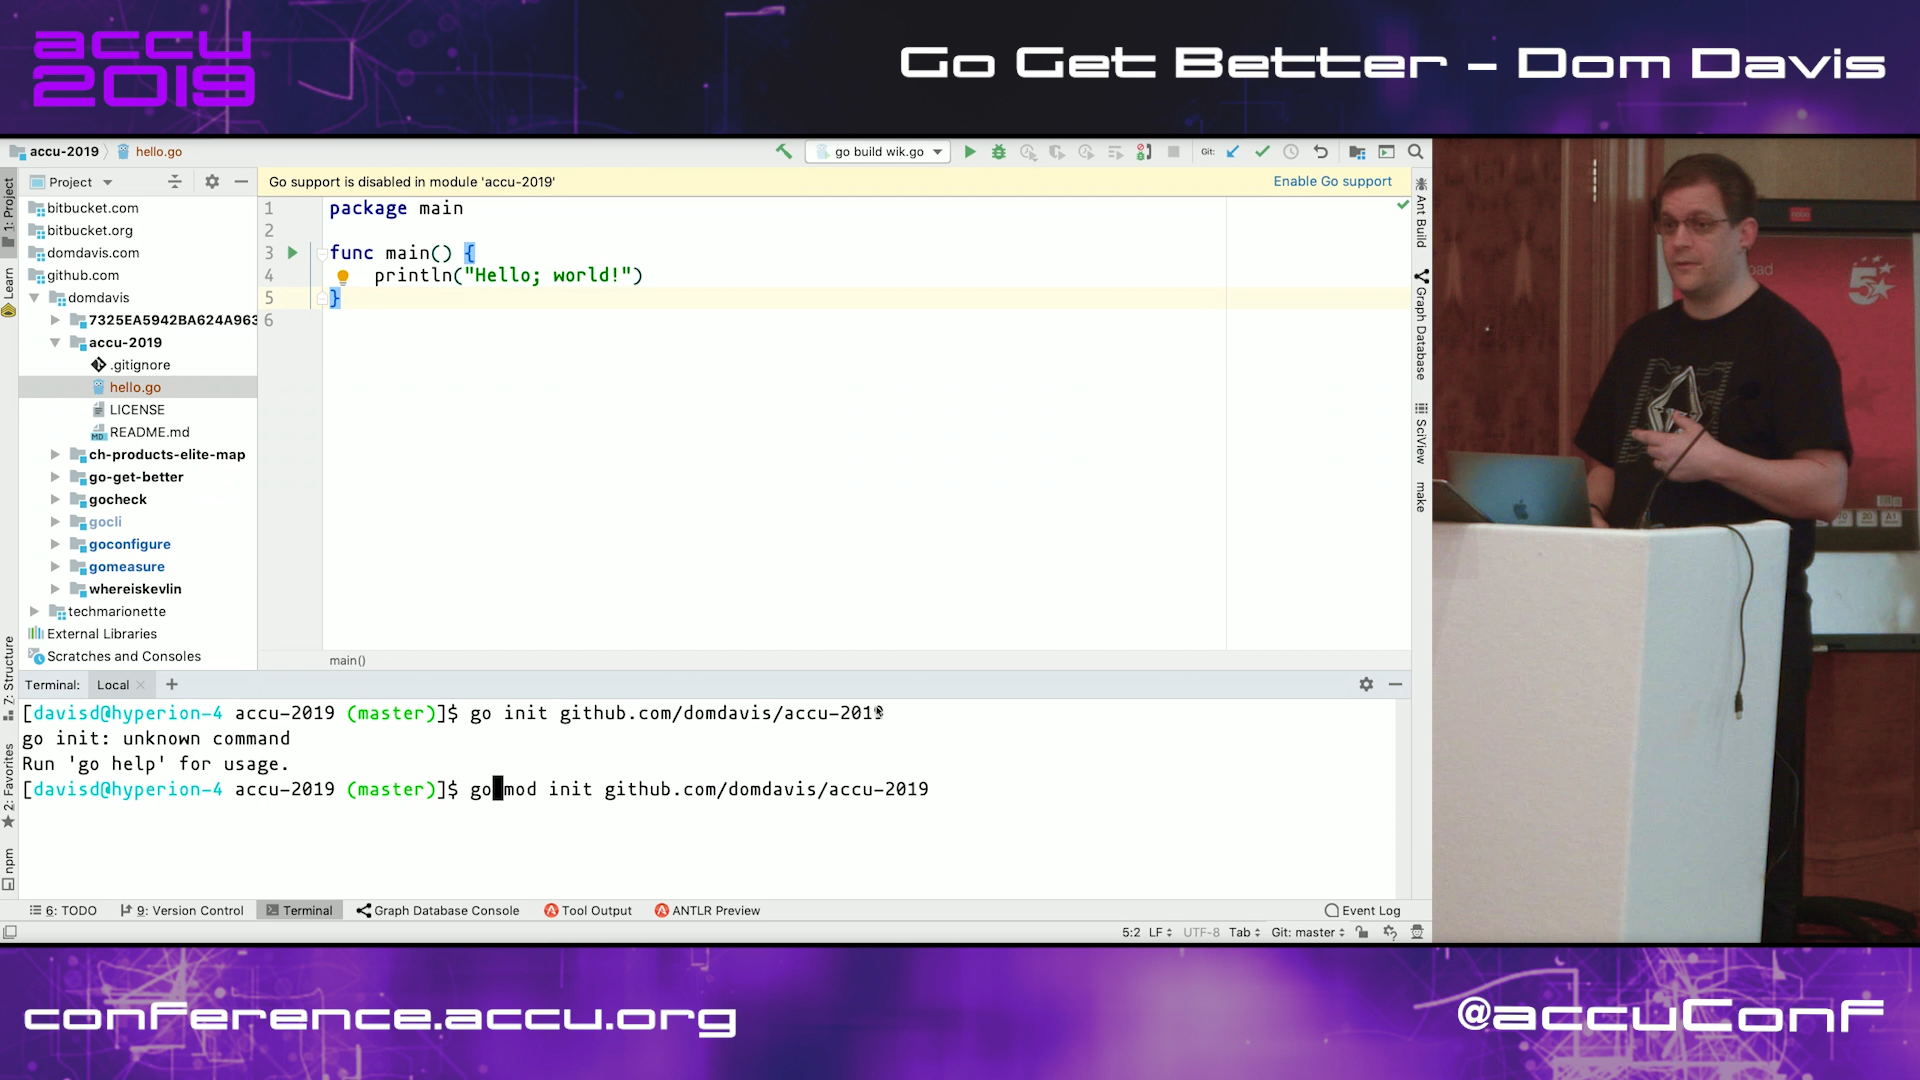 accu
2019
Go Get Better - Dom Davis
accu-2019
hello.go
go build wik.go
Git:
Project
Go support is disabled in module 'accu-2019'
Enable Go support
1: Project
Learn
Z: Structure
2: Favorites
npm
bitbucket.com
bitbucket.org
domdavis.com
github.com
domdavis
7325EA5942BA624A963
accu-2019
.gitignore
hello.go
LICENSE
README.md
ch-products-elite-map
go-get-better
gocheck
gocli
goconfigure
gomeasure
whereiskevlin
techmarionette
External Libraries
Scratches and Consoles
1 package main
2
3 func main() {
4 println("Hello; world!")
5 }
6
main()
Ant Build
Graph Database
SciView
make
Terminal: Local
[davisd@hyperion-4 accu-2019 (master)]$ go init github.com/domdavis/accu-2019
go init: unknown command
Run 'go help' for usage.
[davisd@hyperion-4 accu-2019 (master)]$ go mod init github.com/domdavis/accu-2019
6: TODO
9: Version Control
Terminal
Graph Database Console
Tool Output
ANTLR Preview
Event Log
5:2 LF UTF-8 Tab Git: master
conference.accu.org
@accuConf